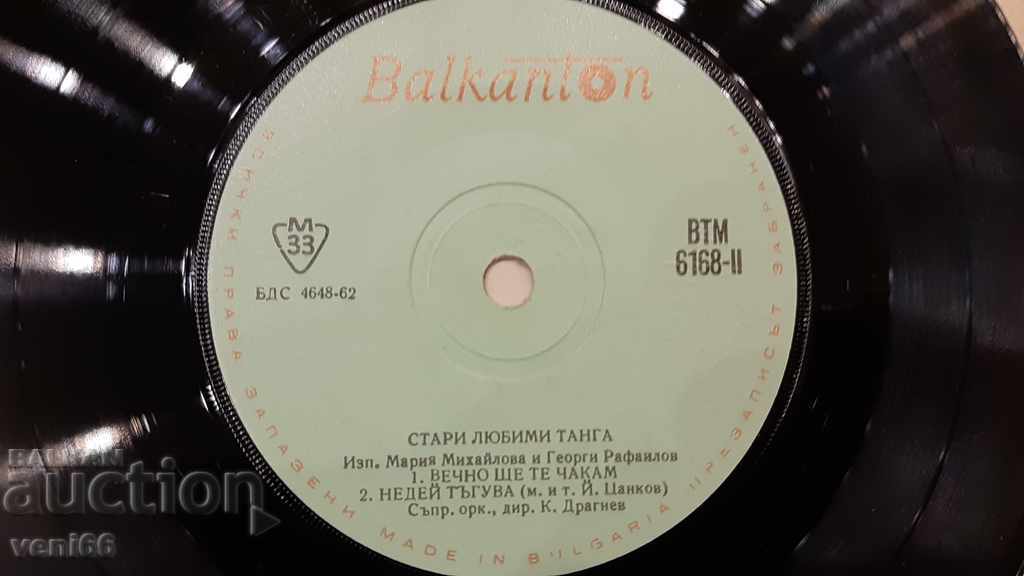 Balkanton
М
33
БДС 4648-62
ВТМ
6168-II
СТАРИ ЛЮБИМИ ТАНГА
Изп. Мария Михайлова и Георги Рафаилов
1. ВЕЧНО ЩЕ ТЕ ЧАКАМ
2. НЕДЕЙ ТЪГУВА (м. и т. Й. Цанков)
Съпр. орк., дир. К. Драгнев
ВСИЧКИ ПРАВА ЗАПАЗЕНИ MADE IN BULGARIA ПРЕЗАПИСЪТ ЗАБРАНЕН
BALKAN
auction
veni66